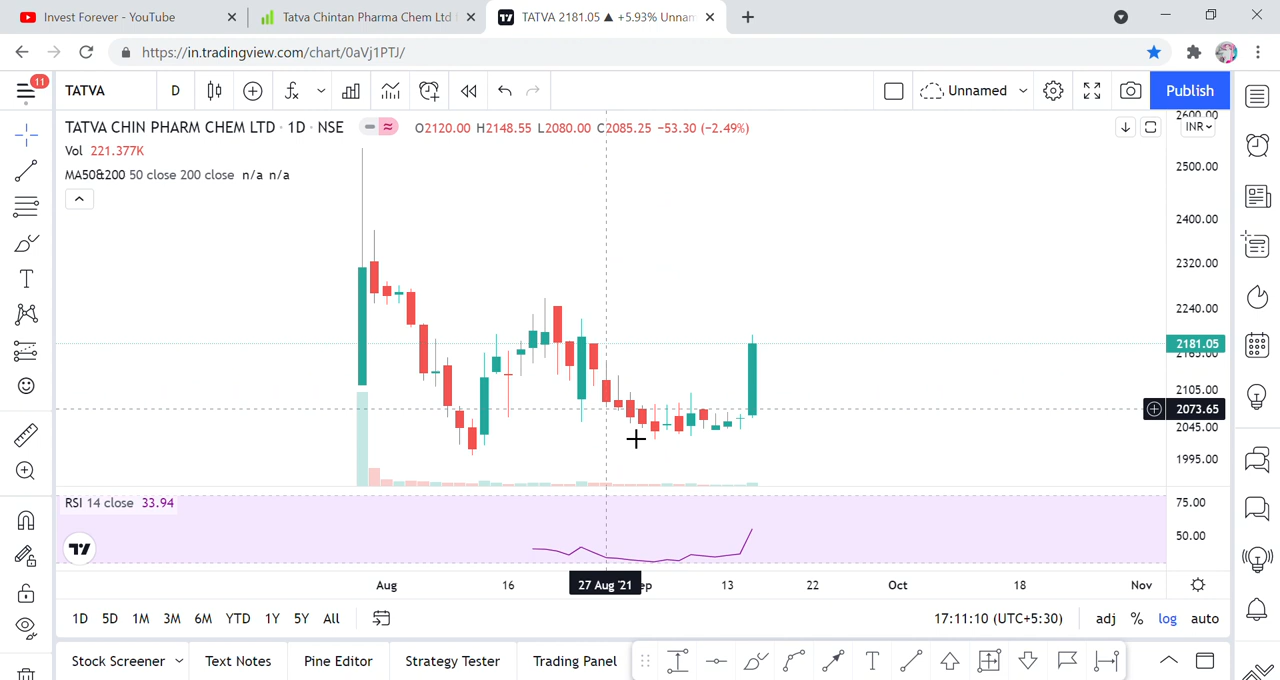 Invest Forever - YouTube
Tatva Chintan Pharma Chem Ltd
TATVA 2181.05 ▲ +5.93% Unnam
https://in.tradingview.com/chart/0aVj1PTJ/
11
TATVA
D
Unnamed
Publish
TATVA CHIN PHARM CHEM LTD · 1D · NSE
O2120.00 H2148.55 L2080.00 C2085.25 −53.30 (−2.49%)
Vol 221.377K
MA50&200 50 close 200 close n/a n/a
INR
2600.00
2500.00
2400.00
2320.00
2240.00
2181.05
2165.00
2105.00
2073.65
2045.00
1995.00
RSI 14 close 33.94
75.00
50.00
Aug
16
27 Aug '21
13
22
Oct
18
Nov
1D 5D 1M 3M 6M YTD 1Y 5Y All
17:11:10 (UTC+5:30)
adj % log auto
Stock Screener
Text Notes
Pine Editor
Strategy Tester
Trading Panel